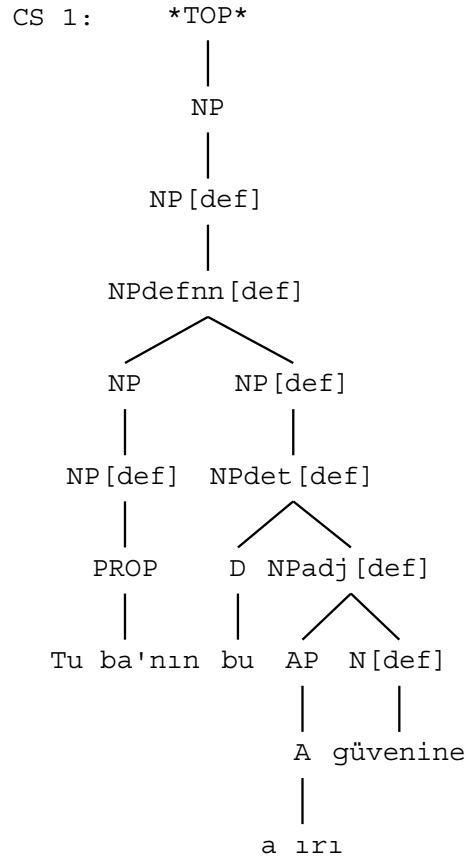 CS 1: *TOP*
NP
NP[def]
NPdefnn[def]
NP NP[def]
NP[def] NPdet[def]
PROP D NPadj[def]
Tu ba'nın bu AP N[def]
A güvenine
a ırı